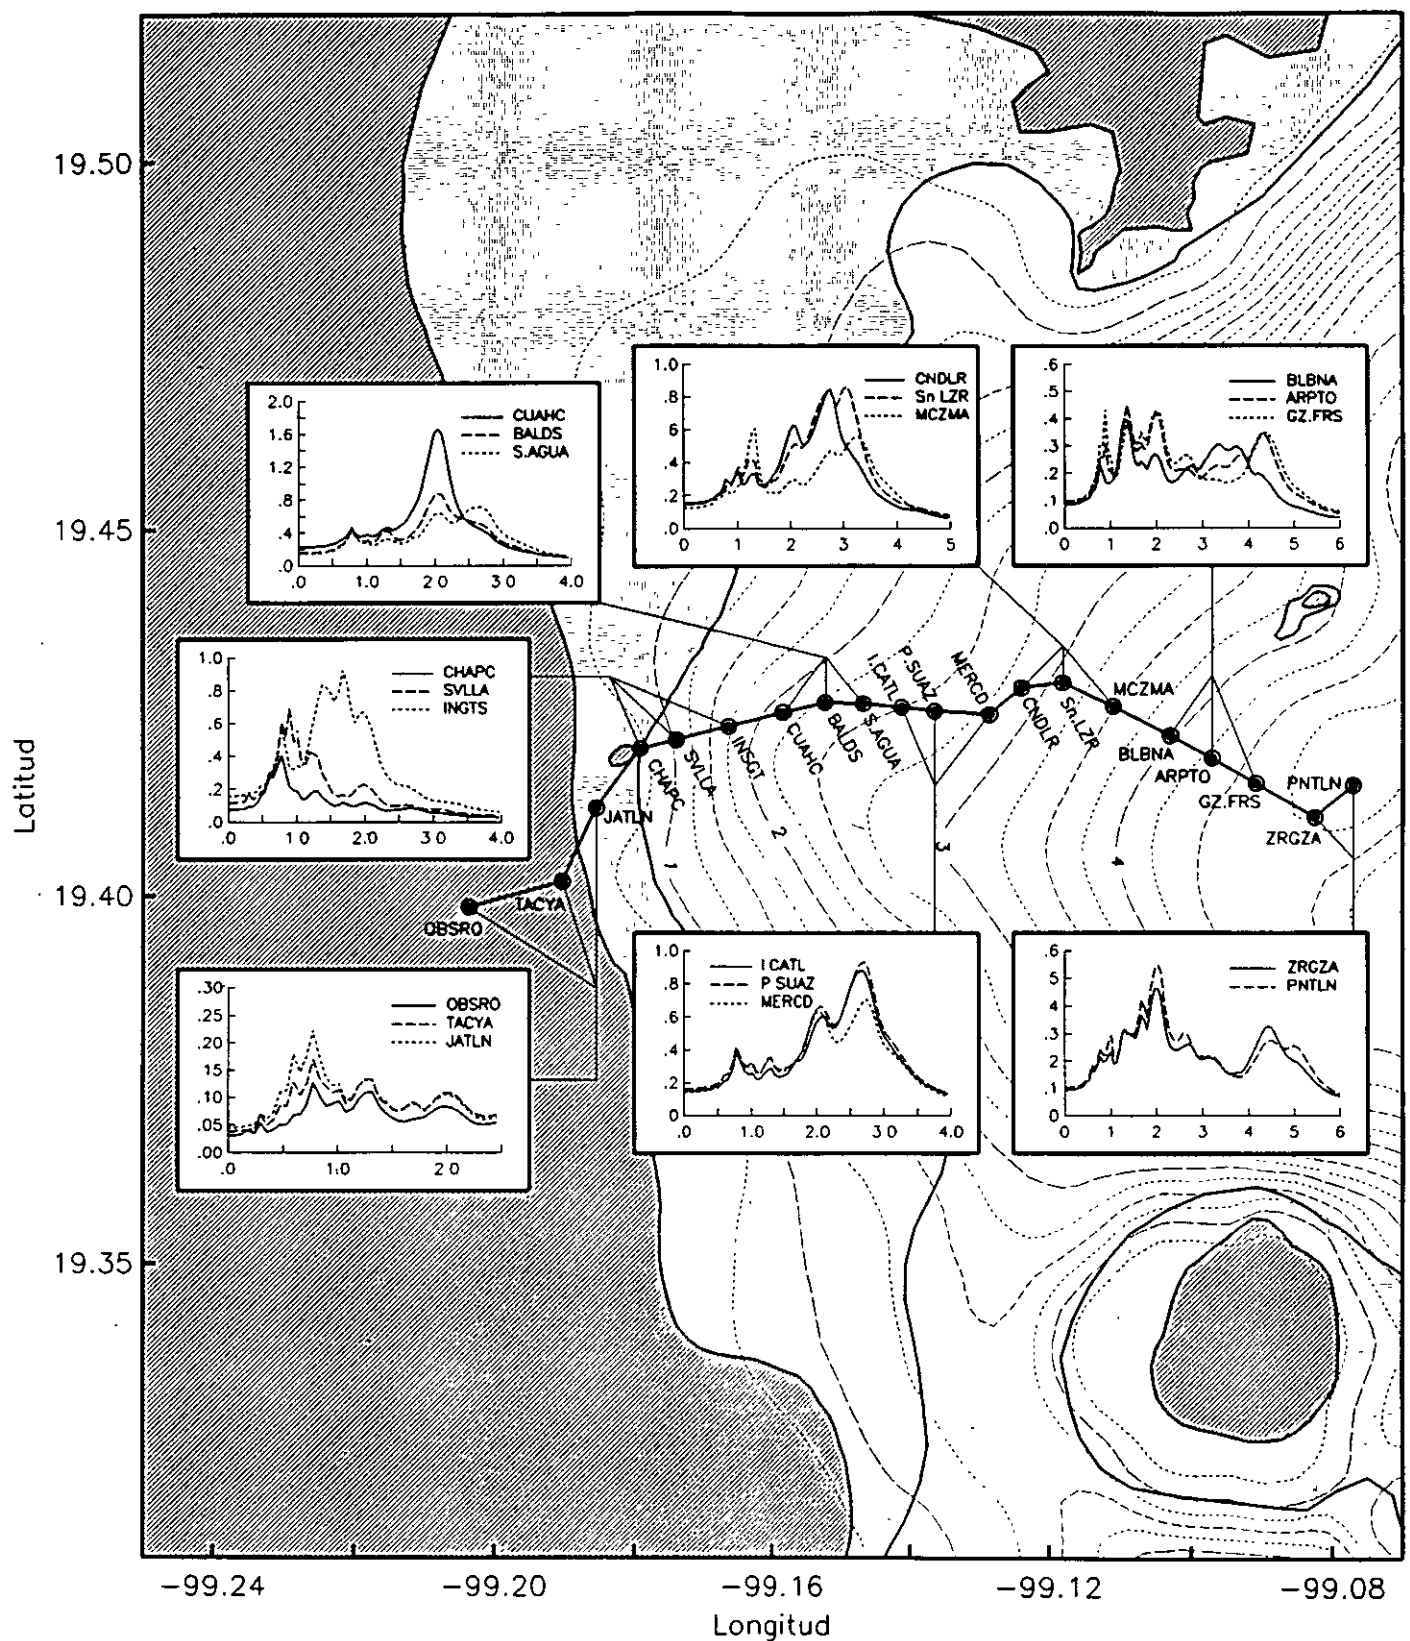 19.50
19.45
19.40
19.35
Latitud
-99.24
-99.20
-99.16
-99.12
-99.08
Longitud
2.0
1.6
1.2
.8
.4
.0
.0
1.0
2.0
3.0
4.0
CUAHC
BALDS
S.AGUA
1.0
.8
.6
.4
.2
.0
0
1
2
3
4
5
CNDLR
Sn LZR
MCZMA
.6
.5
.4
.3
.2
.1
.0
0
1
2
3
4
5
6
BLBNA
ARPTO
GZ.FRS
1.0
.8
.6
.4
.2
.0
.0
1.0
2.0
3.0
4.0
CHAPC
SVLLA
INGTS
.30
.25
.20
.15
.10
.05
.00
.0
1.0
2.0
OBSRO
TACYA
JATLN
1.0
.8
.6
.4
.2
.0
.0
1.0
2.0
3.0
4.0
I.CATL
P SUAZ
MERCD
.6
.5
.4
.3
.2
.1
0
0
1
2
3
4
5
6
ZRGZA
PNTLN
OBSRO
TACYA
JATLN
CHAPC
SVLLA
INSGT
CUAHC
BALDS
S.AGUA
I.CATL
P.SUAZ
MERCD
CNDLR
Sn.LZR
MCZMA
BLBNA
ARPTO
GZ.FRS
ZRGZA
PNTLN
1
2
3
4